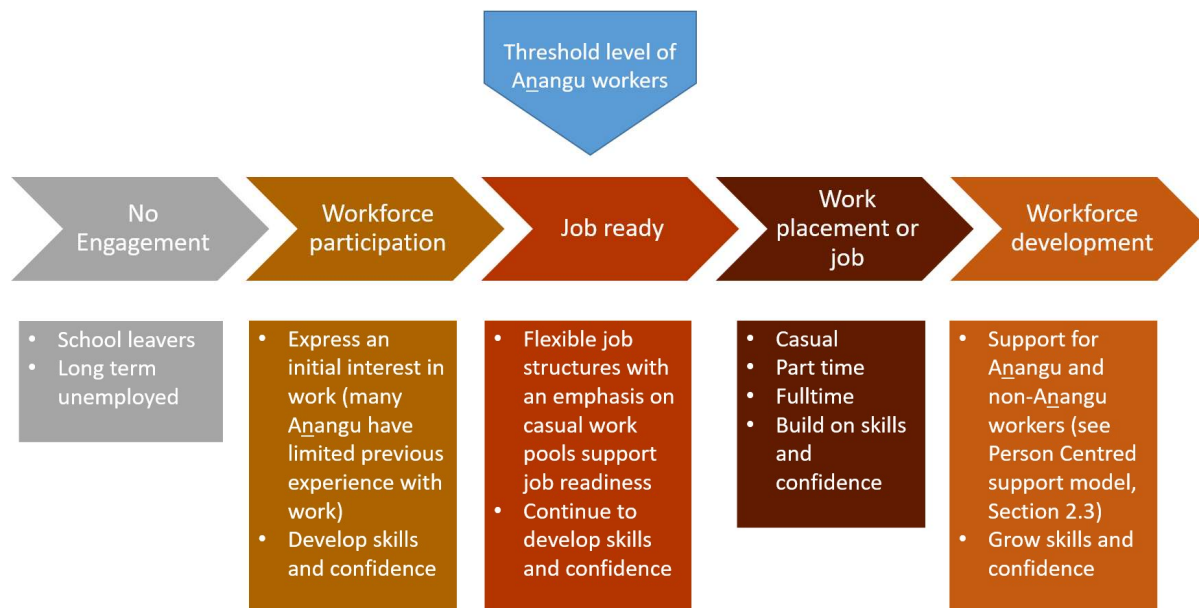 Threshold level of
Aṉangu workers
No
Engagement
Workforce
participation
Job ready
Work
placement or
job
Workforce
development
• School leavers
• Long term
unemployed
• Express an
initial interest in
work (many
Aṉangu have
limited previous
experience with
work)
• Develop skills
and confidence
• Flexible job
structures with
an emphasis on
casual work
pools support
job readiness
• Continue to
develop skills
and confidence
• Casual
• Part time
• Fulltime
• Build on skills
and
confidence
• Support for
Aṉangu and
non-Aṉangu
workers (see
Person Centred
support model,
Section 2.3)
• Grow skills and
confidence